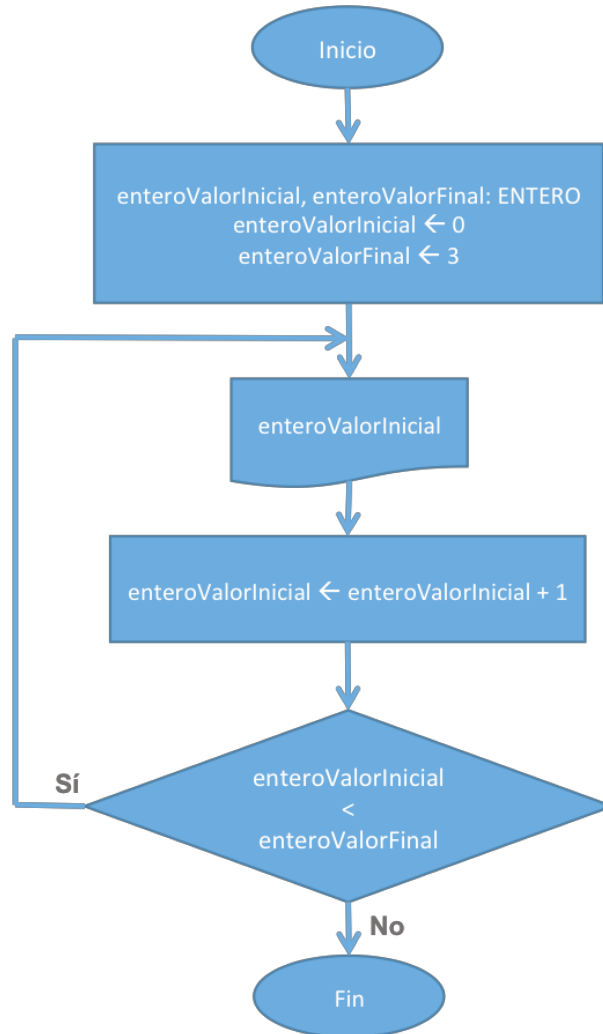 Inicio
enteroValorInicial, enteroValorFinal: ENTERO
enteroValorInicial ← 0
enteroValorFinal ← 3
enteroValorInicial
enteroValorInicial ← enteroValorInicial + 1
Sí
enteroValorInicial
<
enteroValorFinal
No
Fin